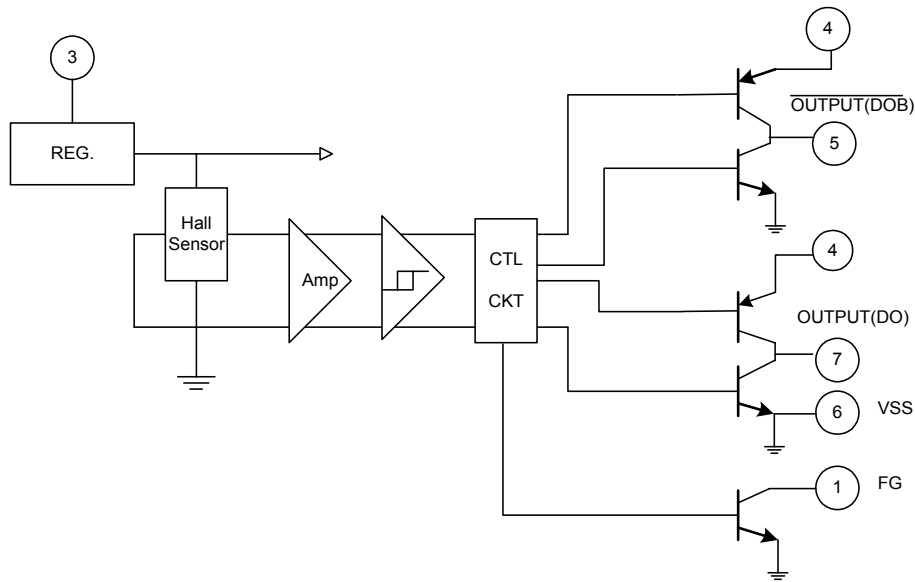 4
3
OUTPUT(DOB)
5
REG.
Hall
Sensor
Amp
CTL
CKT
4
OUTPUT(DO)
7
6 VSS
1 FG